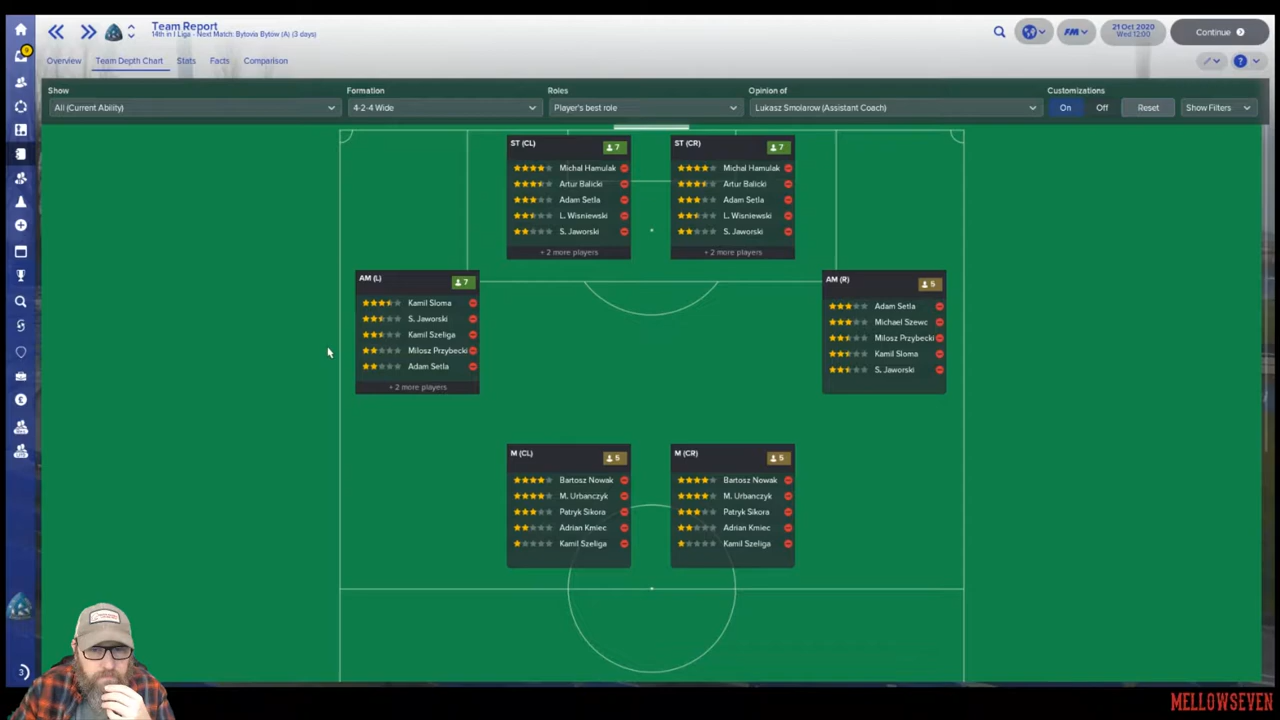 Team Report
14th in I Liga - Next Match: Bytovia Bytów (A) (3 days)
21 Oct 2020
Wed 12:00
Continue
FM
Overview
Team Depth Chart
Stats
Facts
Comparison
Show
Formation
Roles
Opinion of
Customizations
All (Current Ability)
4-2-4 Wide
Player's best role
Lukasz Smolarow (Assistant Coach)
On
Off
Reset
Show Filters
ST (CL)
7
Michal Hamulak
Artur Balicki
Adam Setla
L. Wisniewski
S. Jaworski
+ 2 more players
ST (CR)
7
Michal Hamulak
Artur Balicki
Adam Setla
L. Wisniewski
S. Jaworski
+ 2 more players
AM (L)
7
Kamil Sloma
S. Jaworski
Kamil Szeliga
Milosz Przybecki
Adam Setla
+ 2 more players
AM (R)
5
Adam Setla
Michael Szewc
Milosz Przybecki
Kamil Sloma
S. Jaworski
M (CL)
5
Bartosz Nowak
M. Urbanczyk
Patryk Sikora
Adrian Kmiec
Kamil Szeliga
M (CR)
5
Bartosz Nowak
M. Urbanczyk
Patryk Sikora
Adrian Kmiec
Kamil Szeliga
MELLOWSEVEN